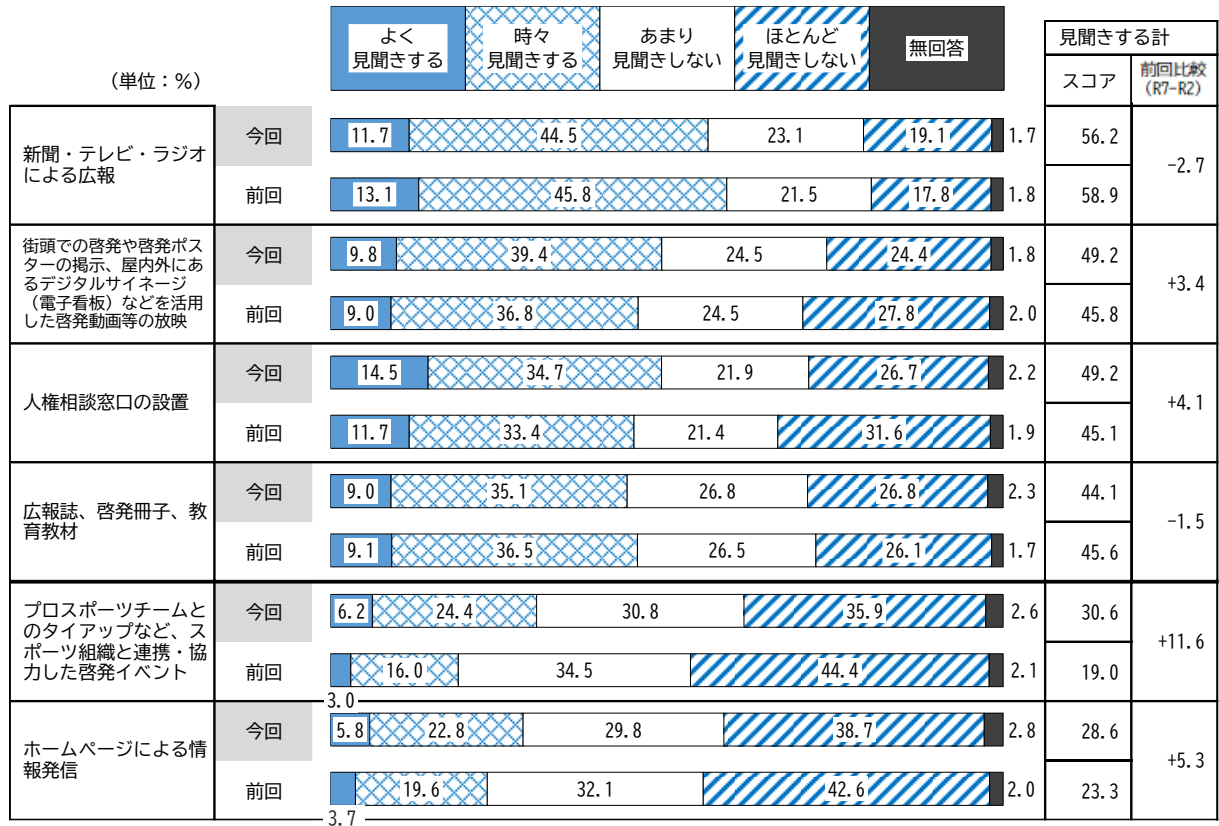 よく
見聞きする
時々
見聞きする
あまり
見聞きしない
ほとんど
見聞きしない
無回答
見聞きする計
(単位：%)
スコア
前回比較
(R7-R2)
新聞・テレビ・ラジオ
による広報
今回
11.7
44.5
23.1
19.1
1.7
56.2
-2.7
前回
13.1
45.8
21.5
17.8
1.8
58.9
街頭での啓発や啓発ポス
ターの掲示、屋内外にあ
るデジタルサイネージ
（電子看板）などを活用
した啓発動画等の放映
今回
9.8
39.4
24.5
24.4
1.8
49.2
+3.4
前回
9.0
36.8
24.5
27.8
2.0
45.8
人権相談窓口の設置
今回
14.5
34.7
21.9
26.7
2.2
49.2
+4.1
前回
11.7
33.4
21.4
31.6
1.9
45.1
広報誌、啓発冊子、教
育教材
今回
9.0
35.1
26.8
26.8
2.3
44.1
-1.5
前回
9.1
36.5
26.5
26.1
1.7
45.6
プロスポーツチームと
のタイアップなど、ス
ポーツ組織と連携・協
力した啓発イベント
今回
6.2
24.4
30.8
35.9
2.6
30.6
+11.6
前回
3.0
16.0
34.5
44.4
2.1
19.0
ホームページによる情
報発信
今回
5.8
22.8
29.8
38.7
2.8
28.6
+5.3
前回
3.7
19.6
32.1
42.6
2.0
23.3